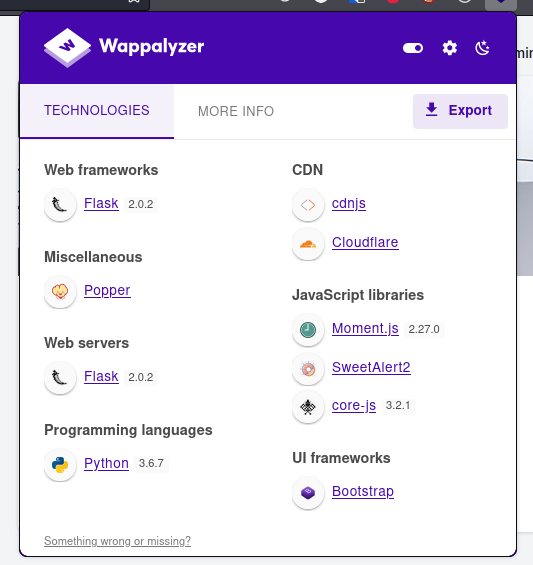 Wappalyzer
TECHNOLOGIES
MORE INFO
Export
Web frameworks
Flask 2.0.2
Miscellaneous
Popper
Web servers
Flask 2.0.2
Programming languages
Python 3.6.7
CDN
cdnjs
Cloudflare
JavaScript libraries
Moment.js 2.27.0
SweetAlert2
core-js 3.2.1
UI frameworks
Bootstrap
Something wrong or missing?